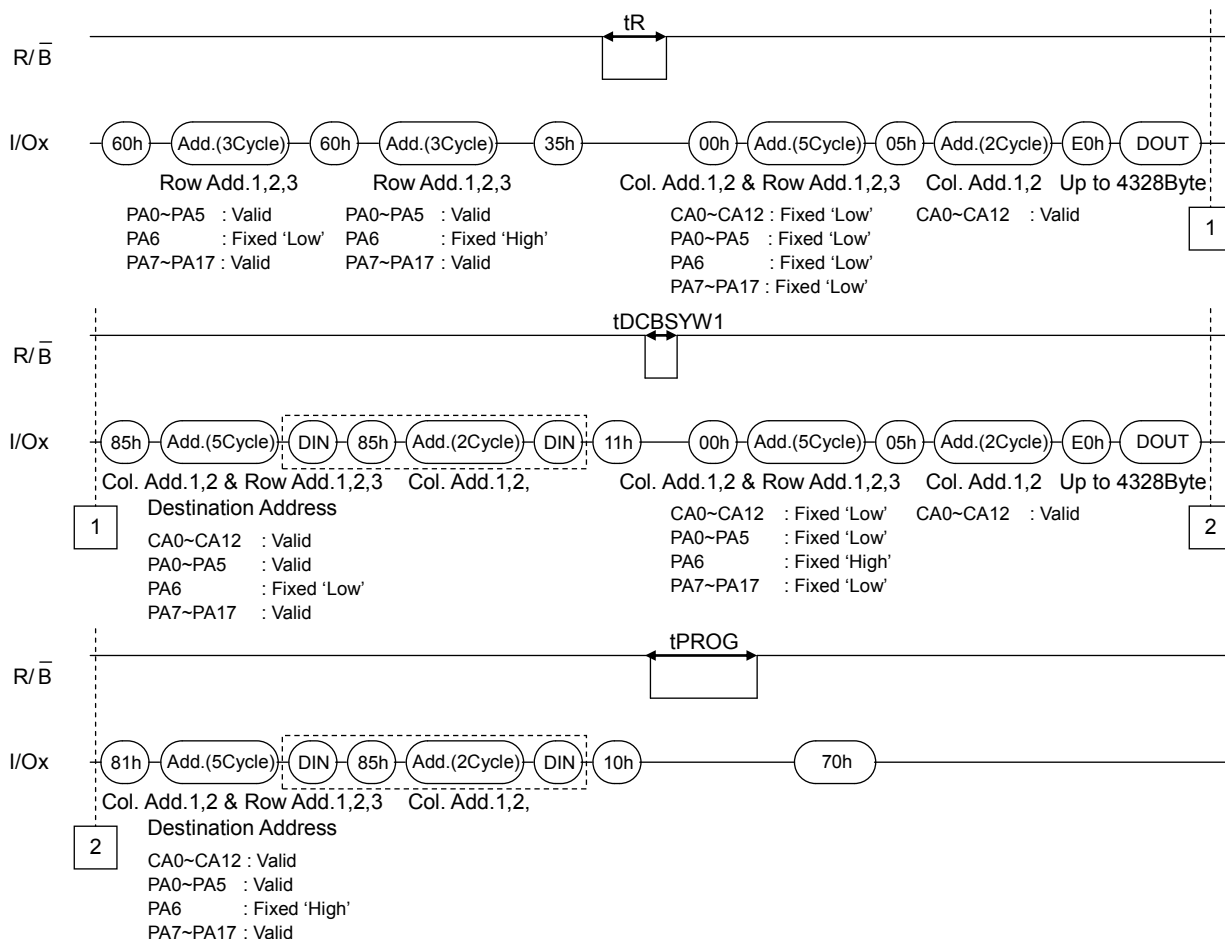 tR
R/B̅
I/Ox 60h Add.(3Cycle) 60h Add.(3Cycle) 35h 00h Add.(5Cycle) 05h Add.(2Cycle) E0h DOUT
Row Add.1,2,3 Row Add.1,2,3 Col. Add.1,2 & Row Add.1,2,3 Col. Add.1,2 Up to 4328Byte
PA0~PA5 : Valid PA0~PA5 : Valid CA0~CA12 : Fixed ‘Low’ CA0~CA12 : Valid
PA6 : Fixed ‘Low’ PA6 : Fixed ‘High’ PA0~PA5 : Fixed ‘Low’
PA7~PA17 : Valid PA7~PA17 : Valid PA6 : Fixed ‘Low’
PA7~PA17 : Fixed ‘Low’
1
tDCBSYW1
R/B̅
I/Ox 85h Add.(5Cycle) DIN 85h Add.(2Cycle) DIN 11h 00h Add.(5Cycle) 05h Add.(2Cycle) E0h DOUT
Col. Add.1,2 & Row Add.1,2,3 Col. Add.1,2, Col. Add.1,2 & Row Add.1,2,3 Col. Add.1,2 Up to 4328Byte
1 Destination Address
CA0~CA12 : Valid CA0~CA12 : Fixed ‘Low’ CA0~CA12 : Valid
PA0~PA5 : Valid PA0~PA5 : Fixed ‘Low’
PA6 : Fixed ‘Low’ PA6 : Fixed ‘High’
PA7~PA17 : Valid PA7~PA17 : Fixed ‘Low’
2
tPROG
R/B̅
I/Ox 81h Add.(5Cycle) DIN 85h Add.(2Cycle) DIN 10h 70h
Col. Add.1,2 & Row Add.1,2,3 Col. Add.1,2,
2 Destination Address
CA0~CA12 : Valid
PA0~PA5 : Valid
PA6 : Fixed ‘High’
PA7~PA17 : Valid